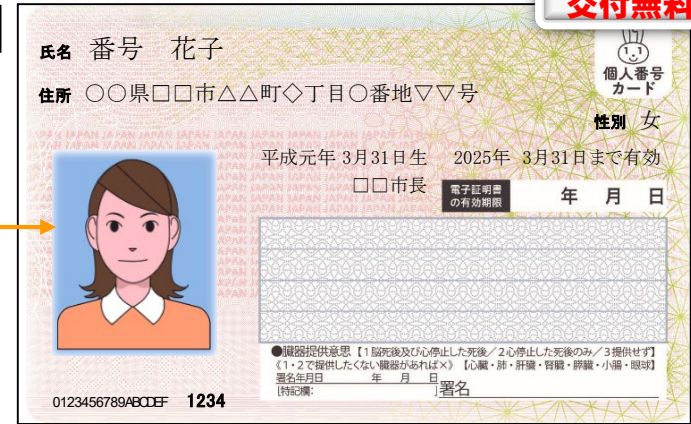 交付無料
氏名 番号 花子
個人番号
カード
住所 ○○県□□市△△町◇丁目○番地▽▽号
性別 女
平成元年 3月31日生 2025年 3月31日まで有効
□□市長
電子証明書
の有効期限
年 月 日
●臓器提供意思【1 脳死後及び心停止した死後／2 心停止した死後のみ／3 提供せず】
《1・2で提供したくない臓器があれば×》【心臓・肺・肝臓・腎臓・膵臓・小腸・眼球】
署名年月日 年 月 日
[特記欄: ]署名
0123456789ABCDEF 1234